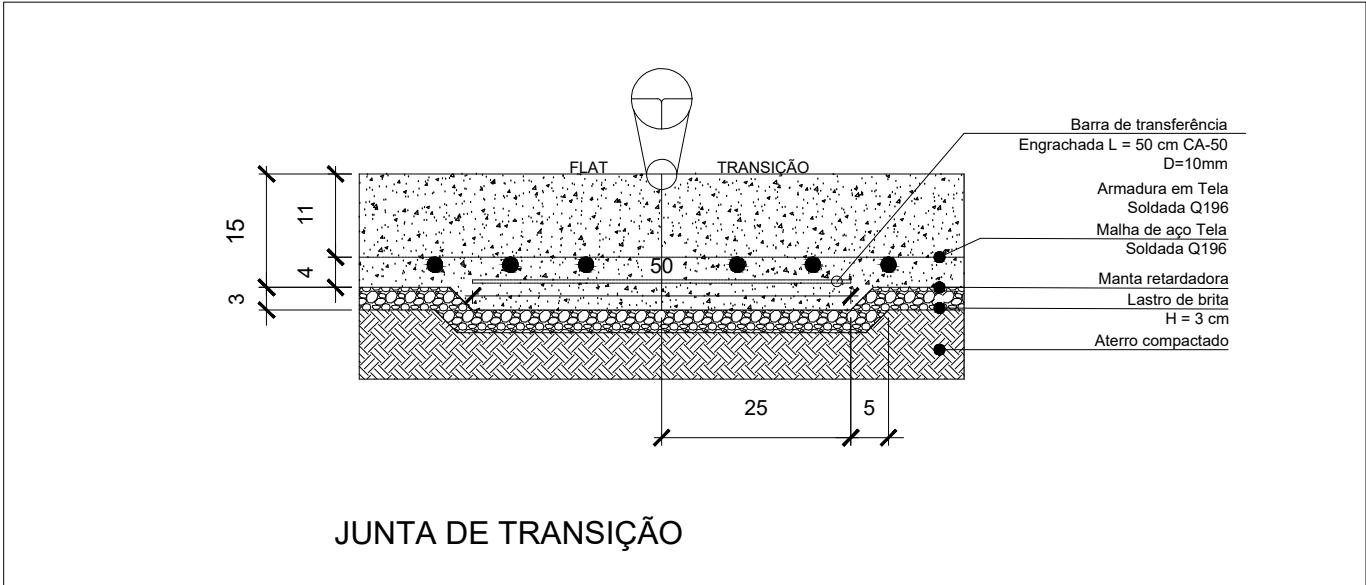 FLAT
TRANSIÇÃO
Barra de transferência
Engrachada L = 50 cm CA-50
D=10mm
Armadura em Tela
Soldada Q196
Malha de aço Tela
Soldada Q196
Manta retardadora
Lastro de brita
H = 3 cm
Aterro compactado
15
11
4
3
50
25
5
JUNTA DE TRANSIÇÃO